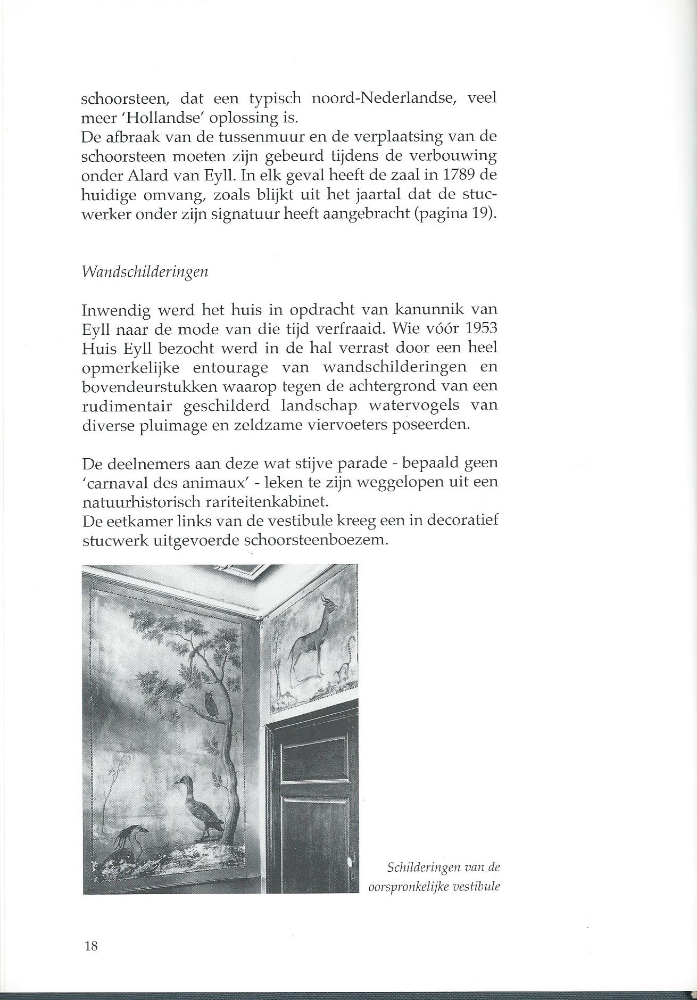 schoorsteen, dat een typisch noord-Nederlandse, veel
meer ‘Hollandse’ oplossing is.
De afbraak van de tussenmuur en de verplaatsing van de
schoorsteen moeten zijn gebeurd tijdens de verbouwing
onder Alard van Eyll. In elk geval heeft de zaal in 1789 de
huidige omvang, zoals blijkt uit het jaartal dat de stuc-
werker onder zijn signatuur heeft aangebracht (pagina 19).
Wandschilderingen
Inwendig werd het huis in opdracht van kanunnik van
Eyll naar de mode van die tijd verfraaid. Wie vóór 1953
Huis Eyll bezocht werd in de hal verrast door een heel
opmerkelijke entourage van wandschilderingen en
bovendeurstukken waarop tegen de achtergrond van een
rudimentair geschilderd landschap watervogels van
diverse pluimage en zeldzame viervoeters poseerden.
De deelnemers aan deze wat stijve parade - bepaald geen
‘carnaval des animaux’ - leken te zijn weggelopen uit een
natuurhistorisch rariteitenkabinet.
De eetkamer links van de vestibule kreeg een in decoratief
stucwerk uitgevoerde schoorsteenboezem.
Schilderingen van de
oorspronkelijke vestibule
18